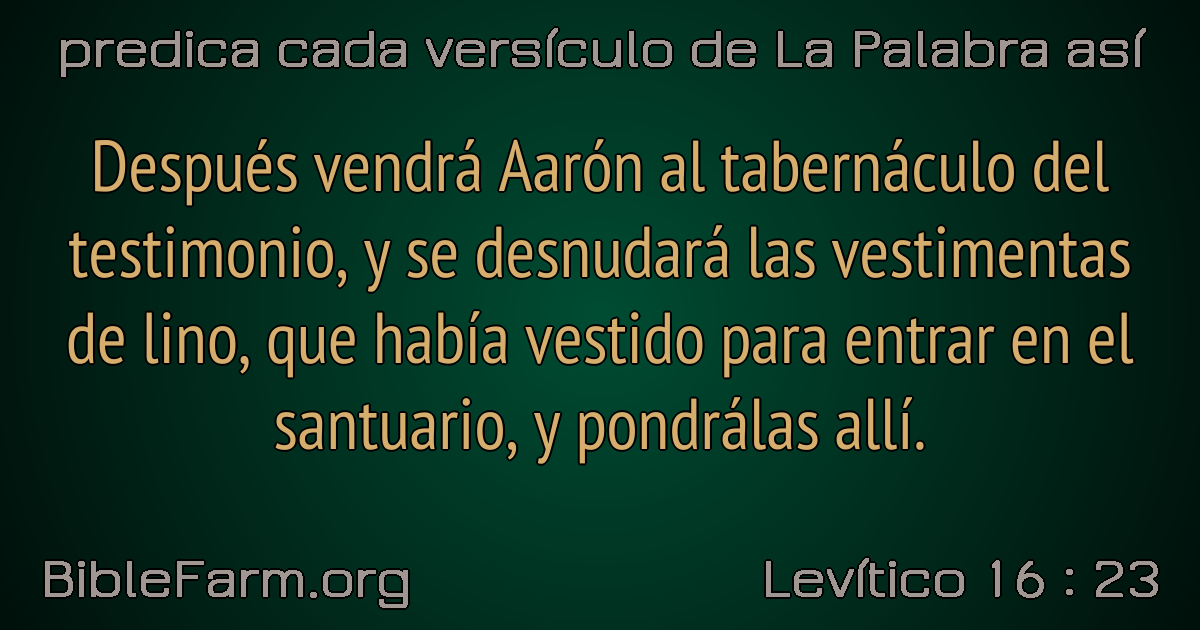 predica cada versículo de La Palabra así
Después vendrá Aarón al tabernáculo del
testimonio, y se desnudará las vestimentas
de lino, que había vestido para entrar en el
santuario, y pondrálas allí.
BibleFarm.org
Levítico 16 : 23